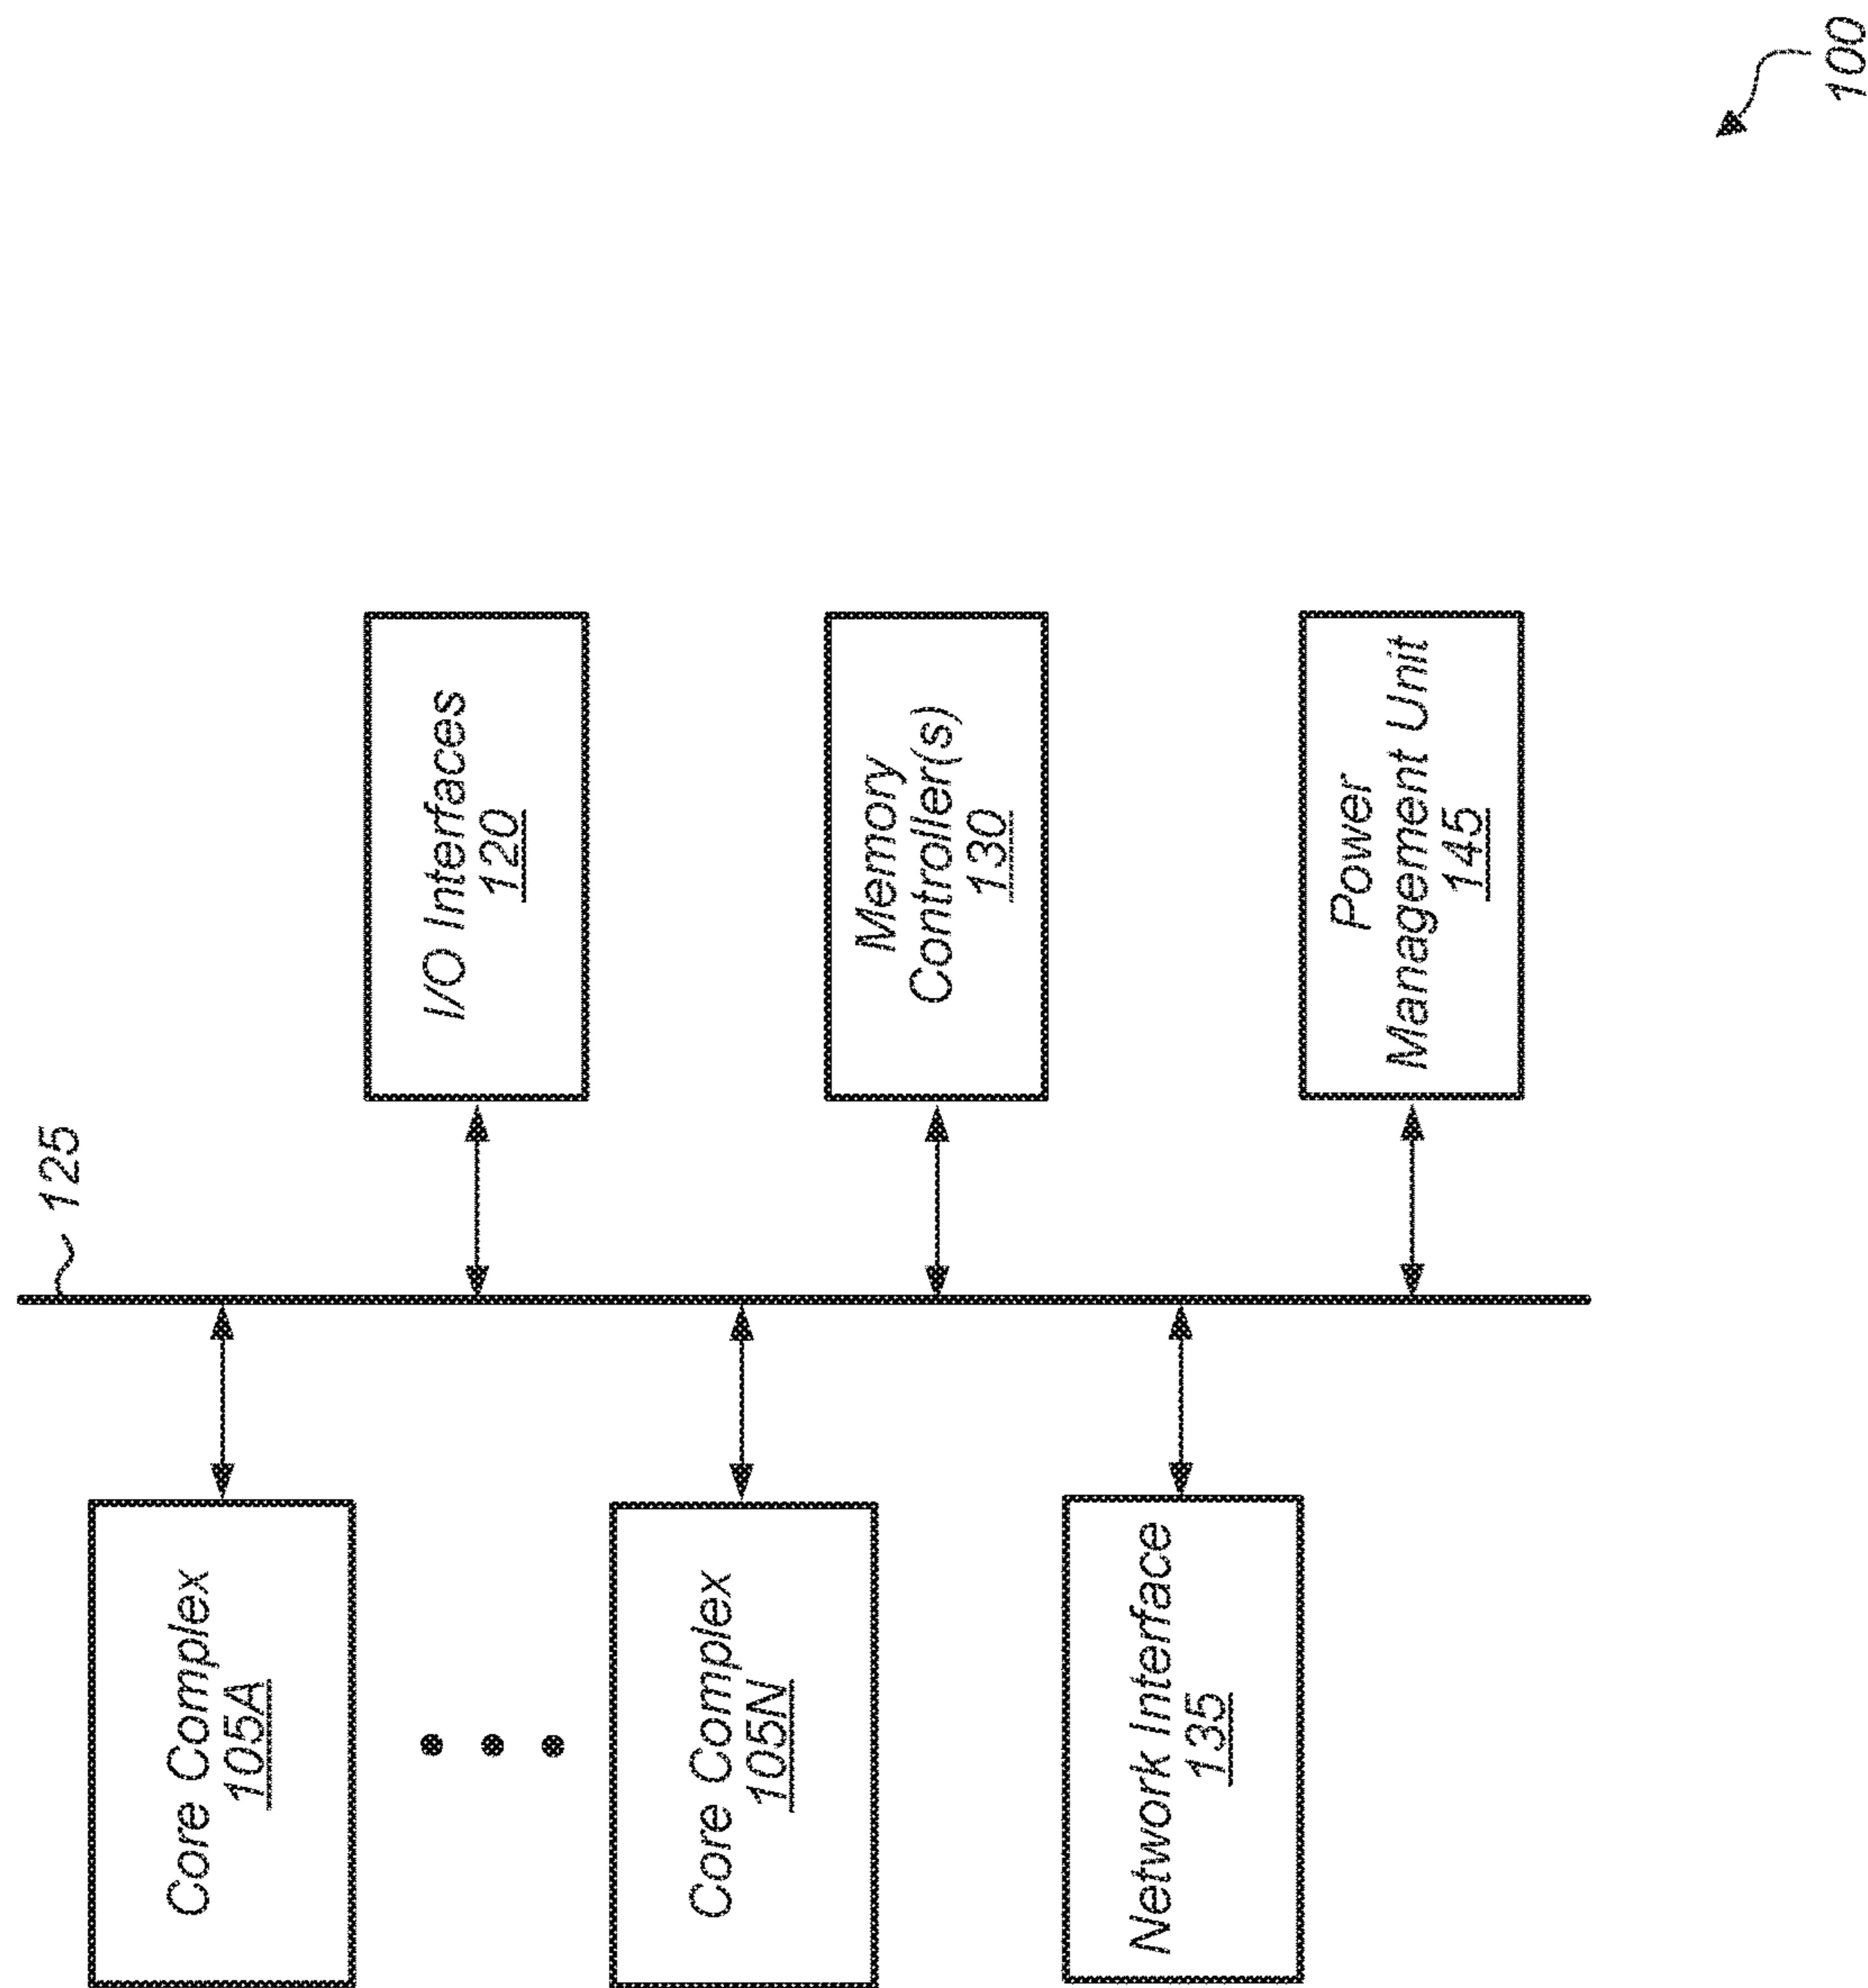 125
Core Complex
105A
Core Complex
105N
Network Interface
135
I/O Interfaces
120
Memory
Controller(s)
130
Power
Management Unit
145
100